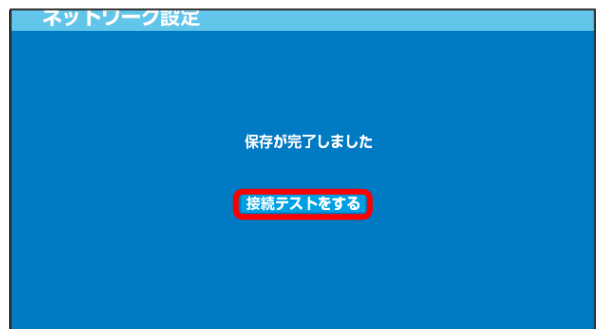 ネットワーク設定
保存が完了しました
接続テストをする